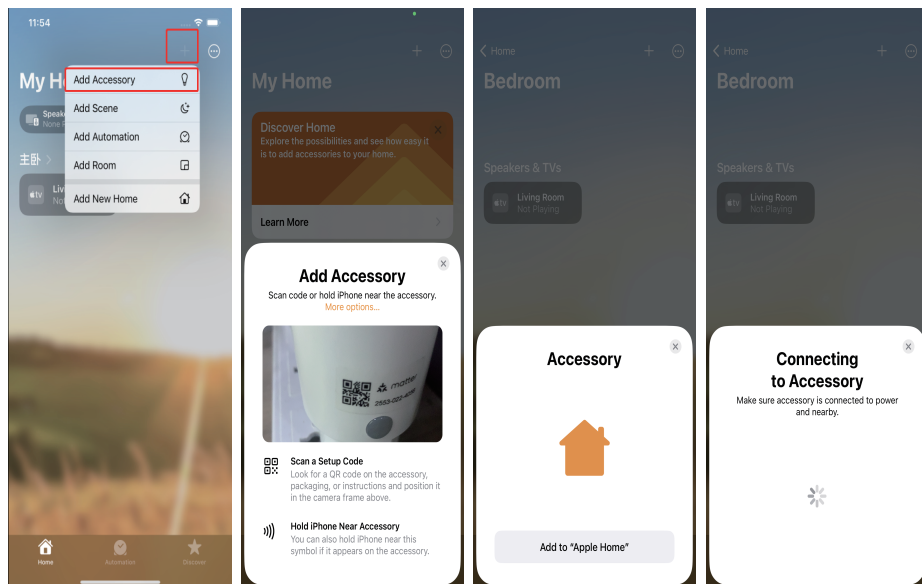 11:54
My H
Add Accessory
Add Scene
Add Automation
Add Room
Add New Home
Speak
None P
主卧
tv
Liv
Not
Home
Automation
Discover
My Home
Discover Home
Explore the possibilities and see how easy it
is to add accessories to your home.
Learn More
Add Accessory
Scan code or hold iPhone near the accessory.
More options...
matter
Scan a Setup Code
Look for a QR code on the accessory,
packaging, or instructions and position it
in the camera frame above.
Hold iPhone Near Accessory
You can also hold iPhone near this
symbol if it appears on the accessory.
Home
Bedroom
Speakers & TVs
tv
Living Room
Not Playing
Accessory
Add to “Apple Home”
Home
Bedroom
Speakers & TVs
tv
Living Room
Not Playing
Connecting
to Accessory
Make sure accessory is connected to power
and nearby.